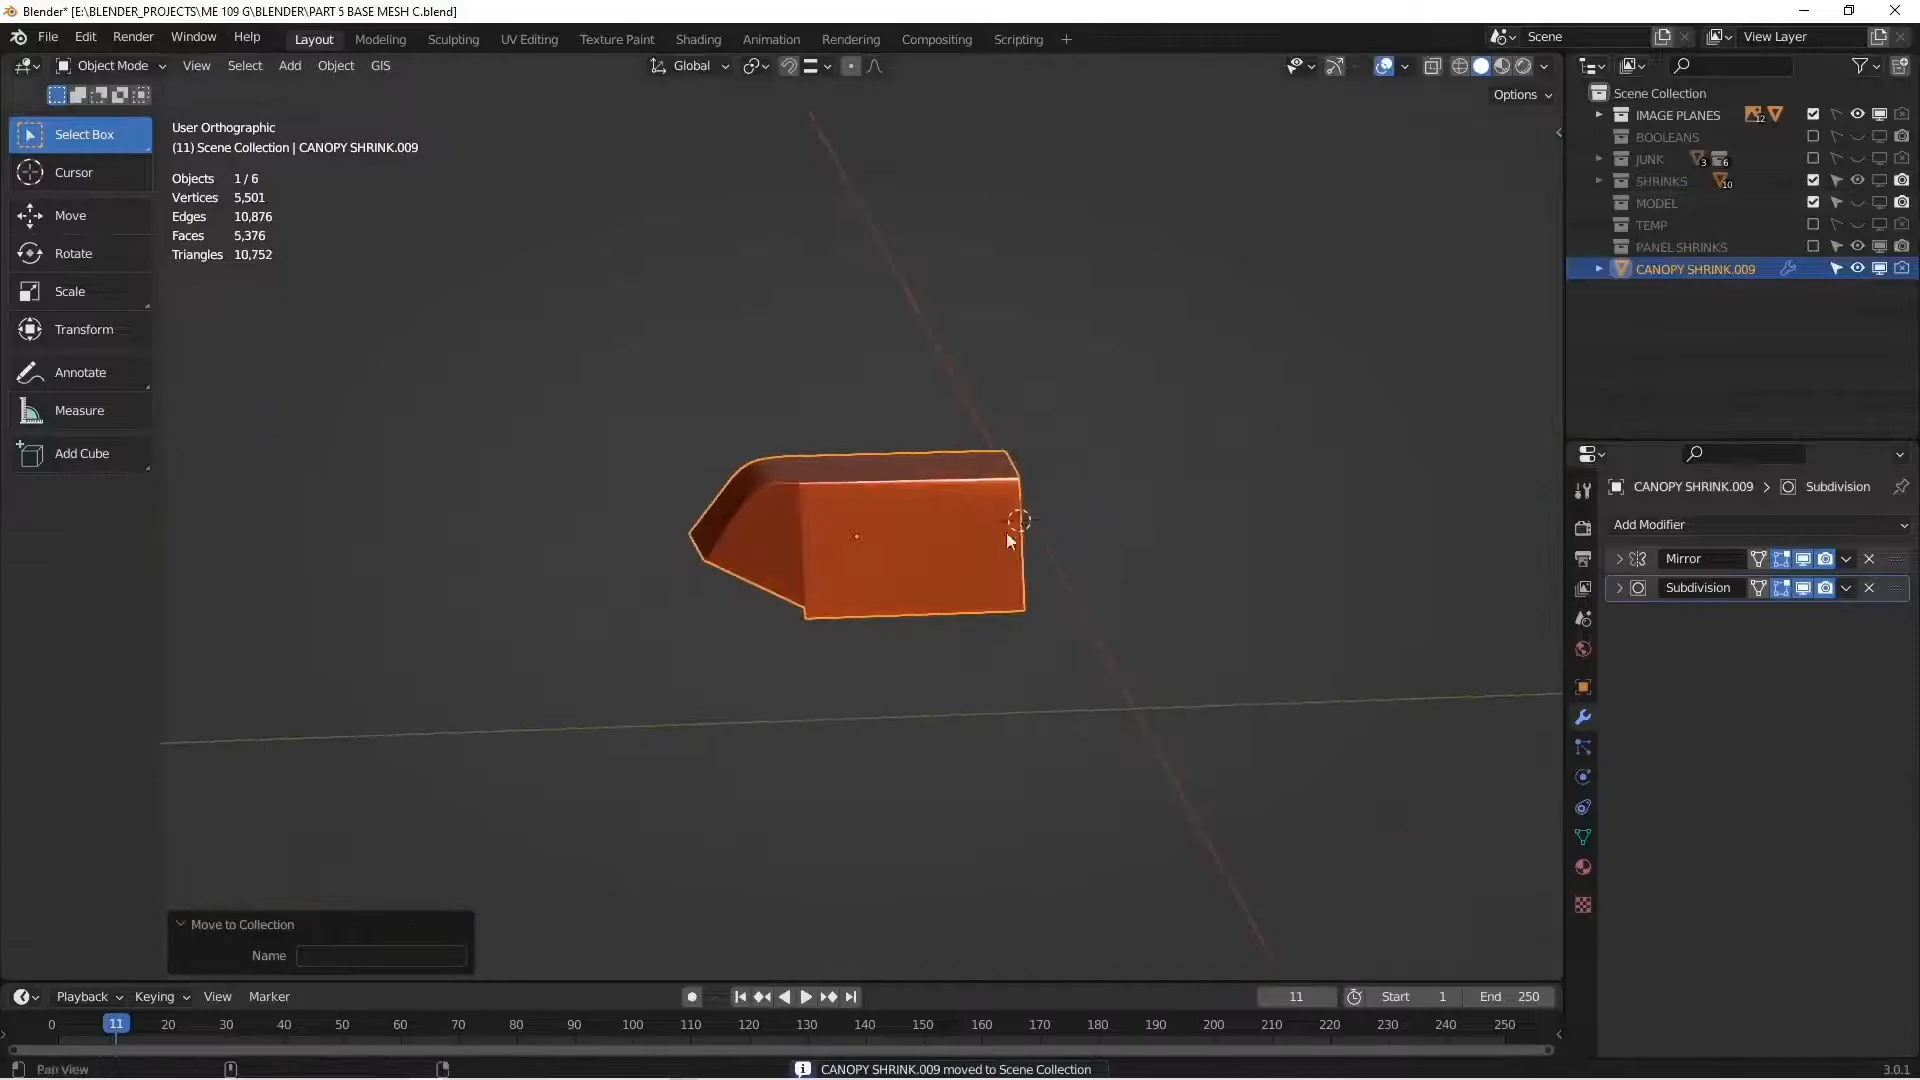 Blender* [E:\BLENDER_PROJECTS\ME 109 G\BLENDER\PART 5 BASE MESH C.blend]
File Edit Render Window Help Layout Modeling Sculpting UV Editing Texture Paint Shading Animation Rendering Compositing Scripting + Scene View Layer
Object Mode View Select Add Object GIS Global
Options
Select Box
Cursor
Move
Rotate
Scale
Transform
Annotate
Measure
Add Cube
User Orthographic
(11) Scene Collection | CANOPY SHRINK.009
Objects 1 / 6
Vertices 5,501
Edges 10,876
Faces 5,376
Triangles 10,752
Scene Collection
IMAGE PLANES 12
BOOLEANS
JUNK 3 6
SHRINKS 10
MODEL
TEMP
PANEL SHRINKS
CANOPY SHRINK.009
CANOPY SHRINK.009 > Subdivision
Add Modifier
Mirror
Subdivision
Move to Collection
Name
Playback Keying View Marker 11 Start 1 End 250
0 11 20 30 40 50 60 70 80 90 100 110 120 130 140 150 160 170 180 190 200 210 220 230 240 250
Pan View CANOPY SHRINK.009 moved to Scene Collection 3.0.1